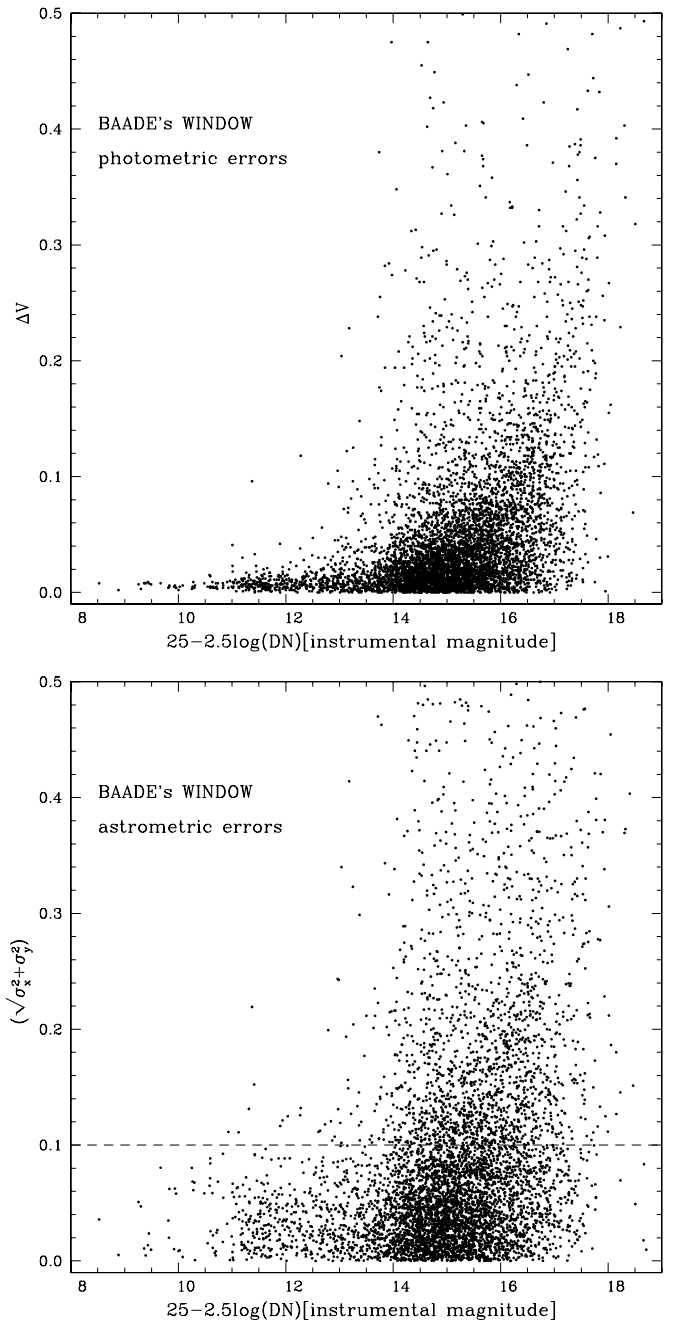 0.5
0.4
BAADE's WINDOW
photometric errors
0.3
ΔV
0.2
0.1
0.0
8 10 12 14 16 18
25−2.5log(DN)[instrumental magnitude]
0.5
0.4
BAADE's WINDOW
astrometric errors
0.3
(√σ²ₓ+σ²ᵧ)
0.2
0.1
0.0
8 10 12 14 16 18
25−2.5log(DN)[instrumental magnitude]